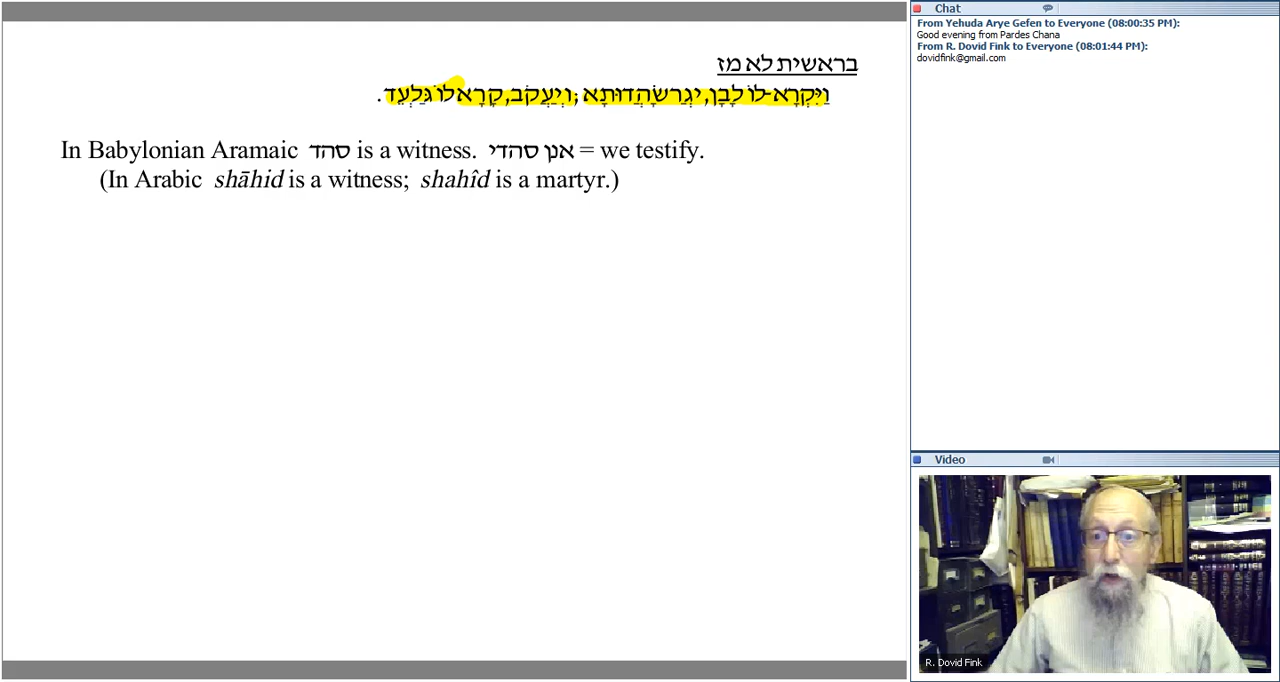 בראשית לא מז
וַיִּקְרָא-לוֹ לָבָן, יְגַר שָׂהֲדוּתָא; וְיַעֲקֹב, קָרָא לוֹ גַּלְעֵד.
In Babylonian Aramaic סהד is a witness. אנן סהדי = we testify.
(In Arabic shāhid is a witness; shahîd is a martyr.)
Chat
From Yehuda Arye Gefen to Everyone (08:00:35 PM):
Good evening from Pardes Chana
From R. Dovid Fink to Everyone (08:01:44 PM):
dovidfink@gmail.com
Video
R. Dovid Fink